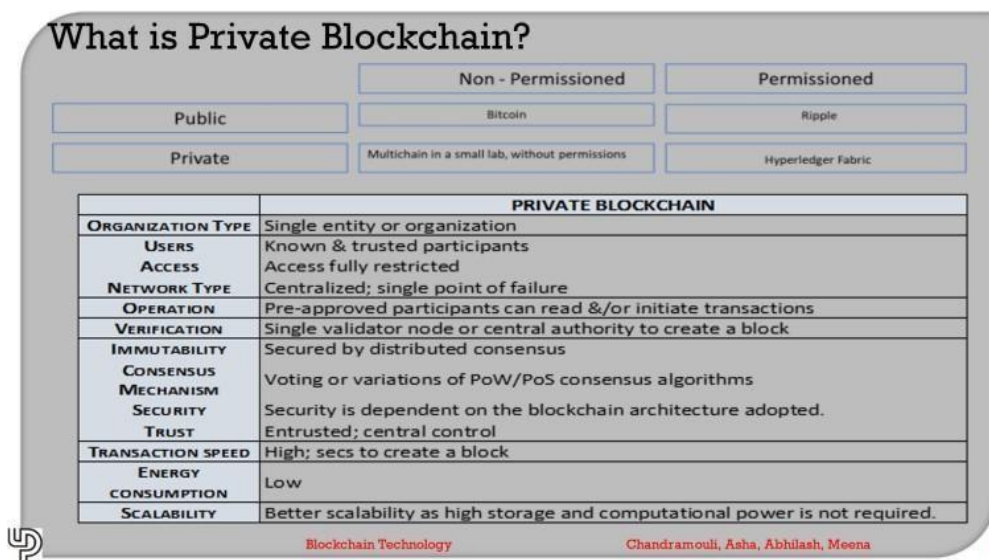 What is Private Blockchain?
Non - Permissioned Permissioned
Public Bitcoin Ripple
Private Multichain in a small lab, without permissions Hyperledger Fabric
PRIVATE BLOCKCHAIN
ORGANIZATION TYPE Single entity or organization
USERS Known & trusted participants
ACCESS Access fully restricted
NETWORK TYPE Centralized; single point of failure
OPERATION Pre-approved participants can read &/or initiate transactions
VERIFICATION Single validator node or central authority to create a block
IMMUTABILITY Secured by distributed consensus
CONSENSUS
MECHANISM Voting or variations of PoW/PoS consensus algorithms
SECURITY Security is dependent on the blockchain architecture adopted.
TRUST Entrusted; central control
TRANSACTION SPEED High; secs to create a block
ENERGY
CONSUMPTION Low
SCALABILITY Better scalability as high storage and computational power is not required.
Blockchain Technology Chandramouli, Asha, Abhilash, Meena